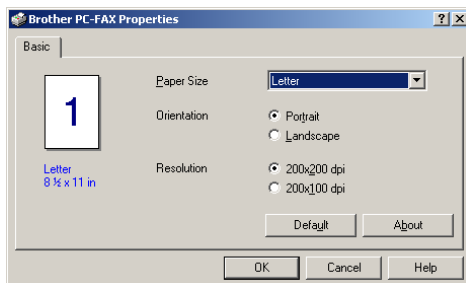 Brother PC-FAX Properties
Basic
1
Letter
8 ½ x 11 in
Paper Size
Letter
Orientation
Portrait
Landscape
Resolution
200x200 dpi
200x100 dpi
Default
About
OK
Cancel
Help